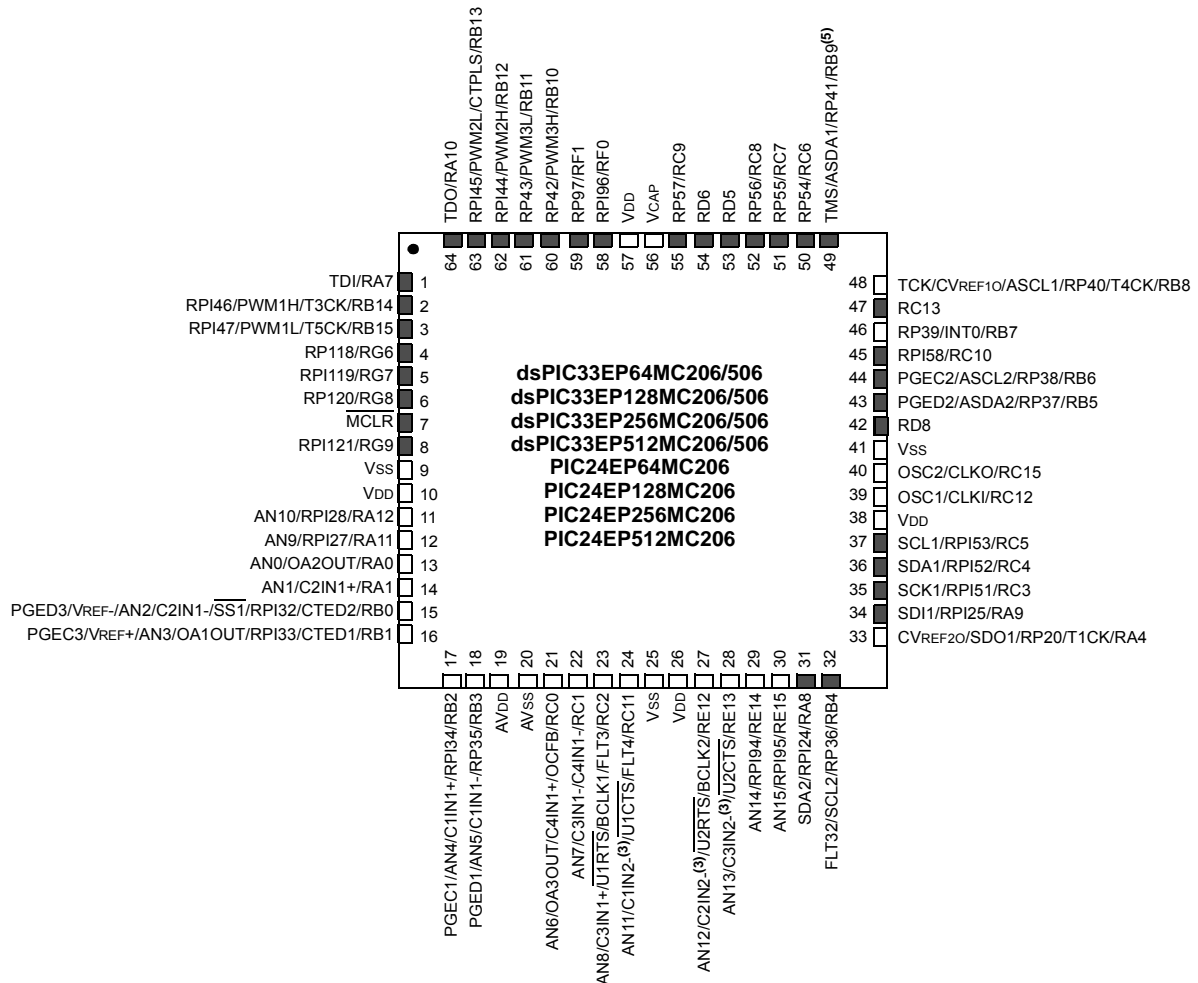 TDO/RA10
RPI45/PWM2L/CTPLS/RB13
RPI44/PWM2H/RB12
RP43/PWM3L/RB11
RP42/PWM3H/RB10
RP97/RF1
RPI96/RF0
VDD
VCAP
RP57/RC9
RD6
RD5
RP56/RC8
RP55/RC7
RP54/RC6
TMS/ASDA1/RP41/RB9(5)
64
63
62
61
60
59
58
57
56
55
54
53
52
51
50
49
TDI/RA7 1
RPI46/PWM1H/T3CK/RB14 2
RPI47/PWM1L/T5CK/RB15 3
RP118/RG6 4
RPI119/RG7 5
RP120/RG8 6
MCLR 7
RPI121/RG9 8
VSS 9
VDD 10
AN10/RPI28/RA12 11
AN9/RPI27/RA11 12
AN0/OA2OUT/RA0 13
AN1/C2IN1+/RA1 14
PGED3/VREF-/AN2/C2IN1-/SS1/RPI32/CTED2/RB0 15
PGEC3/VREF+/AN3/OA1OUT/RPI33/CTED1/RB1 16
dsPIC33EP64MC206/506
dsPIC33EP128MC206/506
dsPIC33EP256MC206/506
dsPIC33EP512MC206/506
PIC24EP64MC206
PIC24EP128MC206
PIC24EP256MC206
PIC24EP512MC206
48 TCK/CVREF1O/ASCL1/RP40/T4CK/RB8
47 RC13
46 RP39/INT0/RB7
45 RPI58/RC10
44 PGEC2/ASCL2/RP38/RB6
43 PGED2/ASDA2/RP37/RB5
42 RD8
41 VSS
40 OSC2/CLKO/RC15
39 OSC1/CLKI/RC12
38 VDD
37 SCL1/RPI53/RC5
36 SDA1/RPI52/RC4
35 SCK1/RPI51/RC3
34 SDI1/RPI25/RA9
33 CVREF2O/SDO1/RP20/T1CK/RA4
17
18
19
20
21
22
23
24
25
26
27
28
29
30
31
32
PGEC1/AN4/C1IN1+/RPI34/RB2
PGED1/AN5/C1IN1-/RP35/RB3
AVDD
AVSS
AN6/OA3OUT/C4IN1+/OCFB/RC0
AN7/C3IN1-/C4IN1-/RC1
AN8/C3IN1+/U1RTS/BCLK1/FLT3/RC2
AN11/C1IN2-(3)/U1CTS/FLT4/RC11
VSS
VDD
AN12/C2IN2-(3)/U2RTS/BCLK2/RE12
AN13/C3IN2-(3)/U2CTS/RE13
AN14/RPI94/RE14
AN15/RPI95/RE15
SDA2/RPI24/RA8
FLT32/SCL2/RP36/RB4